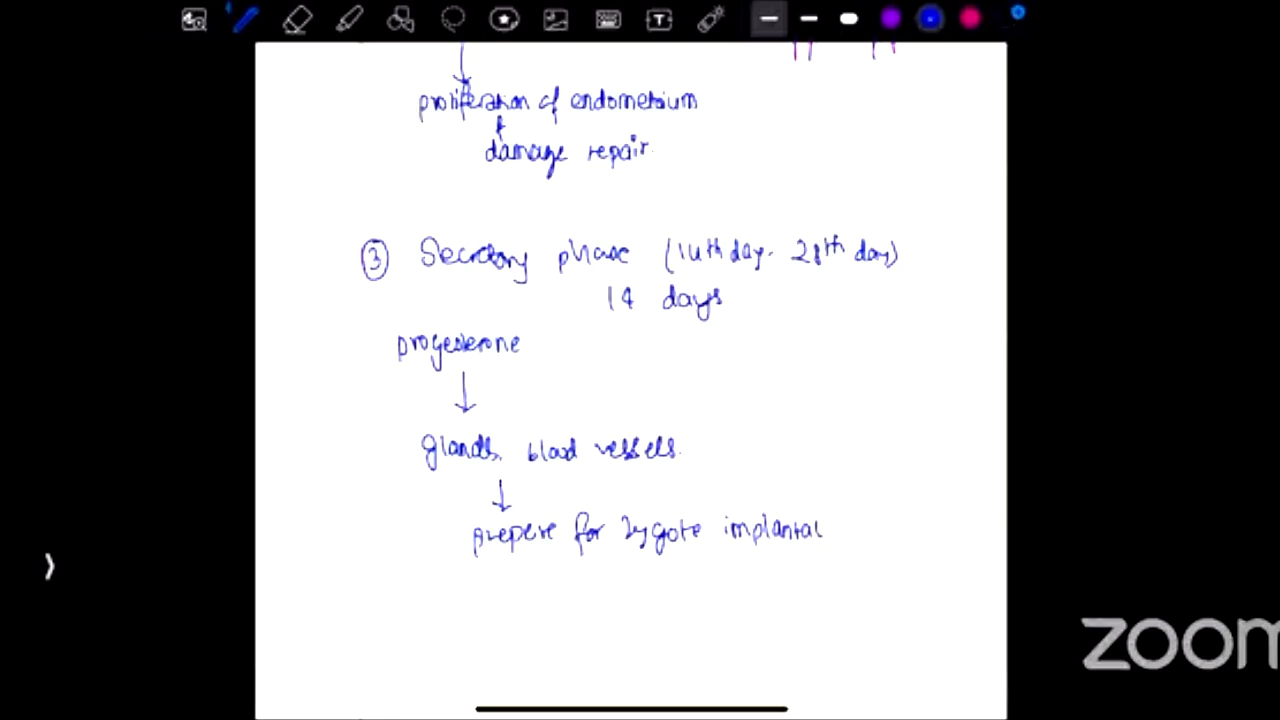 proliferation of endometrium
&
damage repair
③ Secretory phase (14th day- 28th day)
14 days
progesterone
glands, blood vessels.
prepere for zygote implantat
zoom